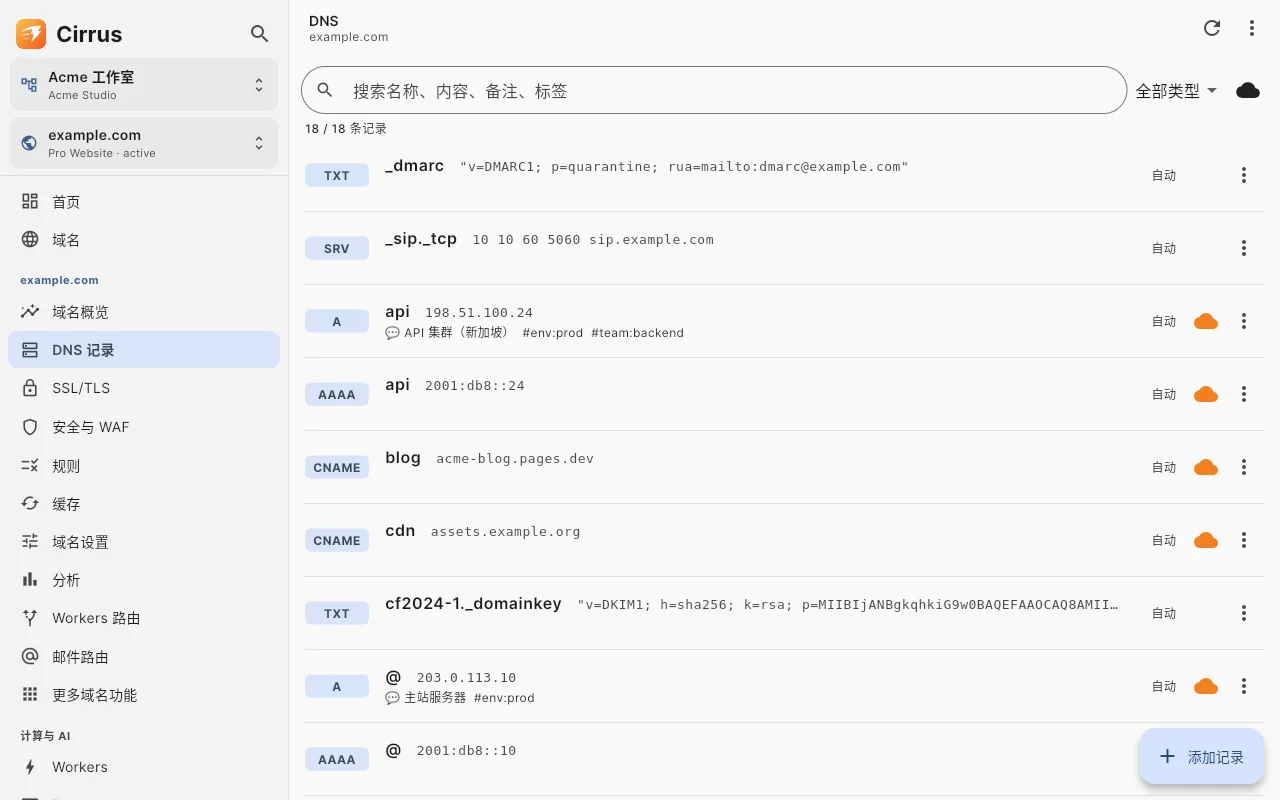 Cirrus
Acme 工作室
Acme Studio
example.com
Pro Website · active
首页
域名
example.com
域名概览
DNS 记录
SSL/TLS
安全与 WAF
规则
缓存
域名设置
分析
Workers 路由
邮件路由
更多域名功能
计算与 AI
Workers
DNS
example.com
搜索名称、内容、备注、标签
全部类型
18 / 18 条记录
TXT _dmarc "v=DMARC1; p=quarantine; rua=mailto:dmarc@example.com" 自动
SRV _sip._tcp 10 10 60 5060 sip.example.com 自动
A api 198.51.100.24 自动
💬 API 集群（新加坡） #env:prod #team:backend
AAAA api 2001:db8::24 自动
CNAME blog acme-blog.pages.dev 自动
CNAME cdn assets.example.org 自动
TXT cf2024-1._domainkey "v=DKIM1; h=sha256; k=rsa; p=MIIBIjANBgkqhkiG9w0BAQEFAAOCAQ8AMII… 自动
A @ 203.0.113.10 自动
💬 主站服务器 #env:prod
AAAA @ 2001:db8::10
添加记录